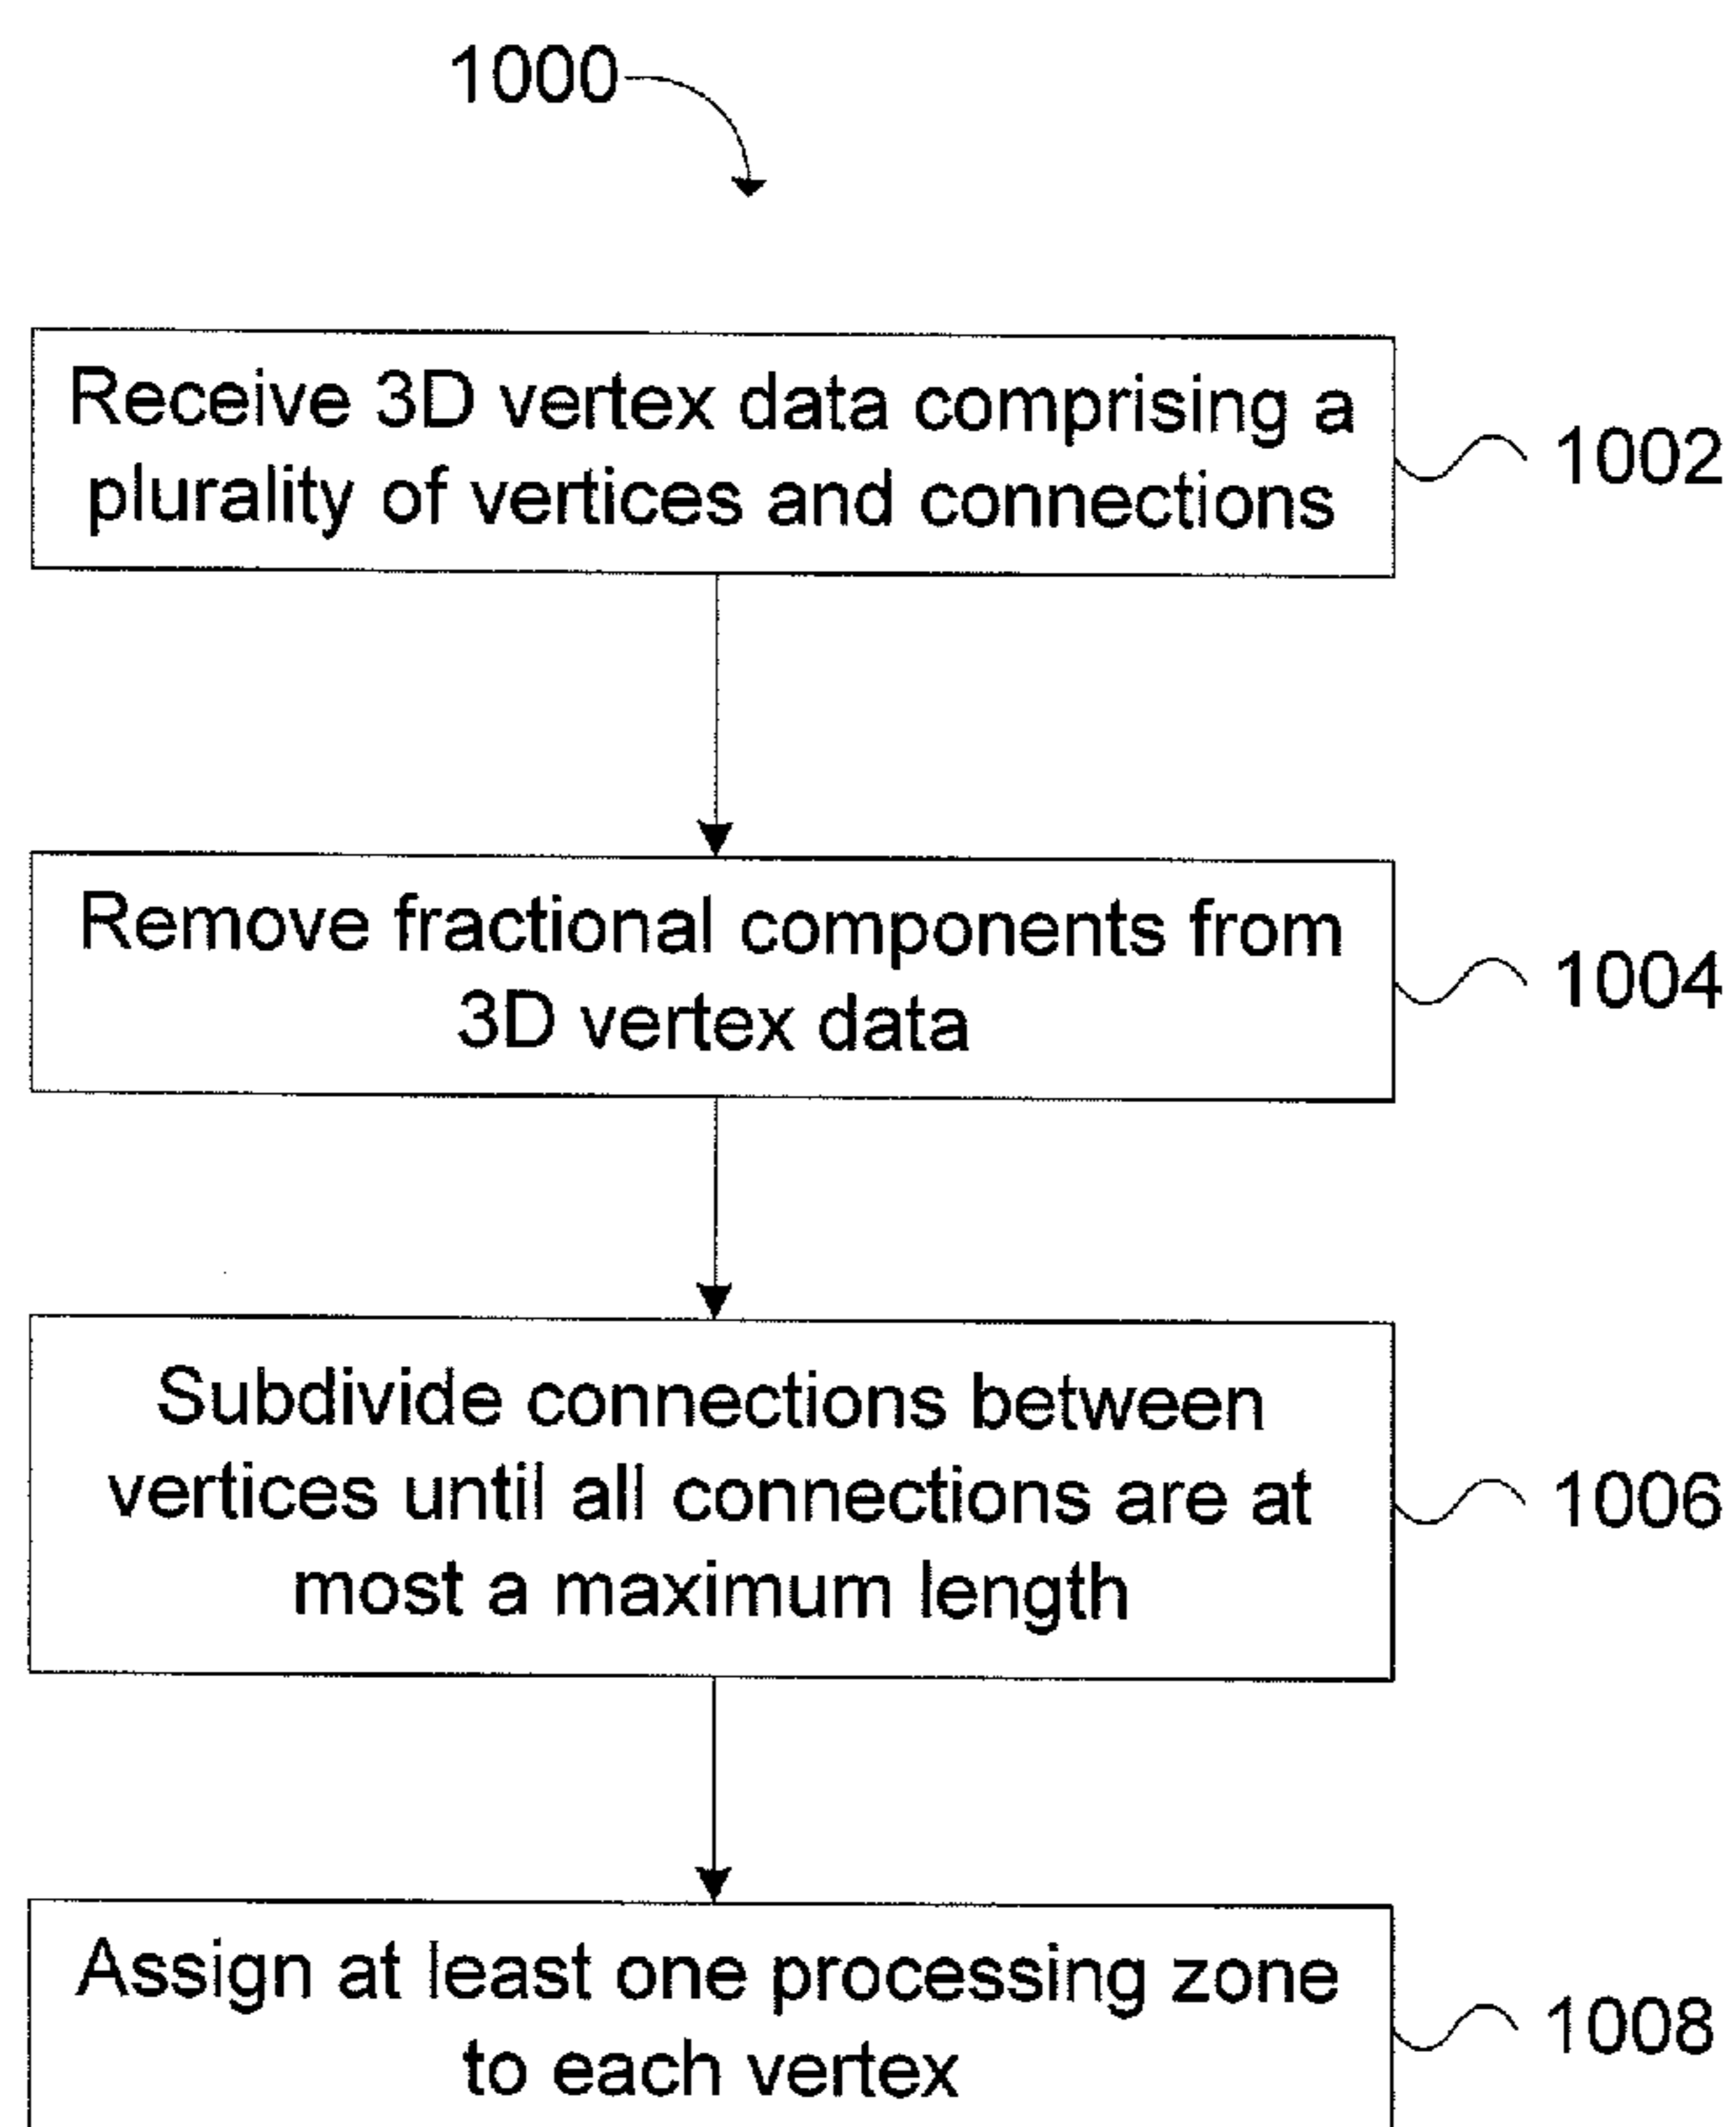 1000
Receive 3D vertex data comprising a
plurality of vertices and connections
1002
Remove fractional components from
3D vertex data
1004
Subdivide connections between
vertices until all connections are at
most a maximum length
1006
Assign at least one processing zone
to each vertex
1008